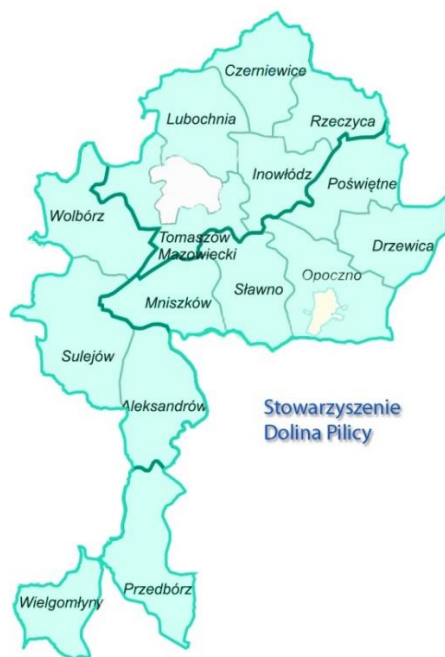 Czerniewice
Lubochnia
Rzeczyca
Inowłódz
Poświętne
Wolbórz
Tomaszów
Mazowiecki
Drzewica
Opoczno
Sławno
Mniszków
Sulejów
Aleksandrów
Stowarzyszenie
Dolina Pilicy
Przedbórz
Wielgomłyny